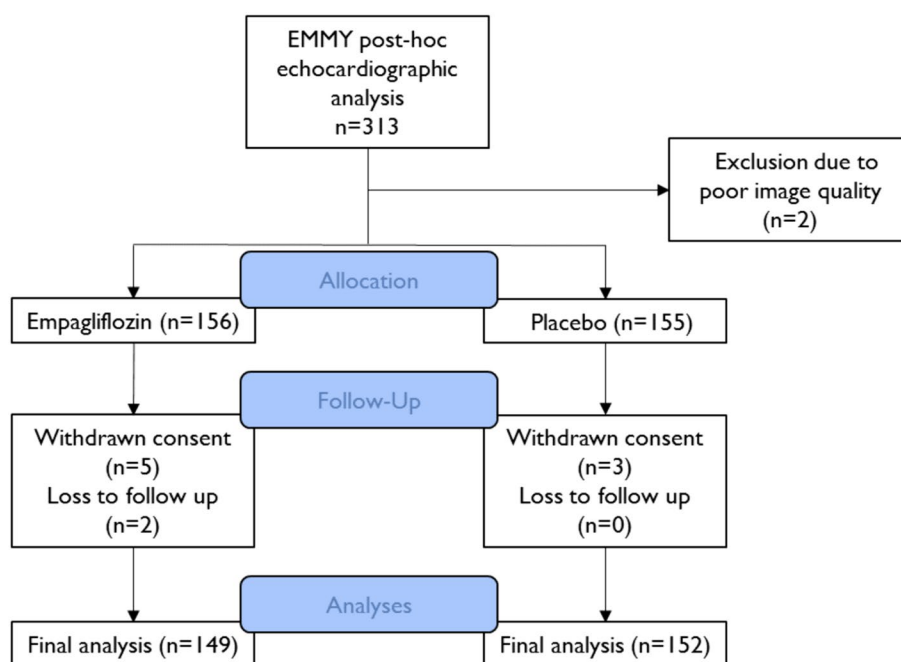 EMMY post-hoc
echocardiographic
analysis
n=313
Exclusion due to
poor image quality
(n=2)
Allocation
Empagliflozin (n=156)
Placebo (n=155)
Follow-Up
Withdrawn consent
(n=5)
Loss to follow up
(n=2)
Withdrawn consent
(n=3)
Loss to follow up
(n=0)
Analyses
Final analysis (n=149)
Final analysis (n=152)